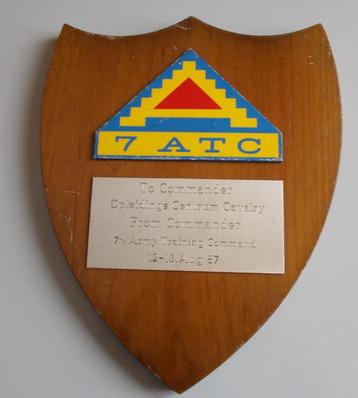 7 ATC
To Commander
Opleidings Centrum Cavalry
From Commander
7th Army Training Command
12-13 Aug 87